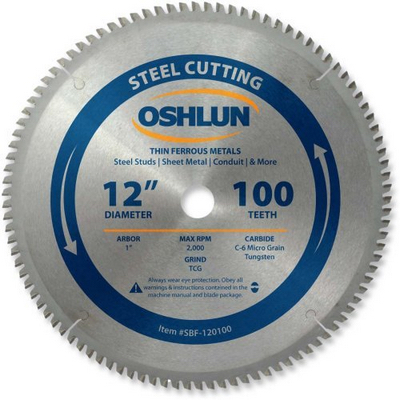 STEEL CUTTING
OSHLUN
THIN FERROUS METALS
Steel Studs | Sheet Metal | Conduit | & More
12” DIAMETER
100 TEETH
ARBOR
1"
MAX RPM
2,000
GRIND
TCG
CARBIDE
C-6 Micro Grain
Tungsten
Always wear eye protection. Obey all
warnings & instructions contained in the
machine manual and blade package.
Item #SBF-120100